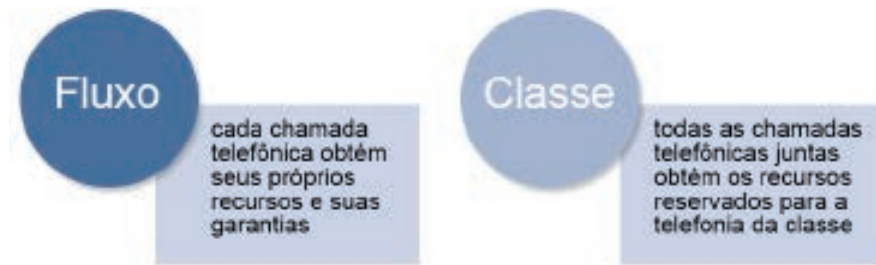 Fluxo
cada chamada
telefônica obtém
seus próprios
recursos e suas
garantias
Classe
todas as chamadas
telefônicas juntas
obtém os recursos
reservados para a
telefonia da classe